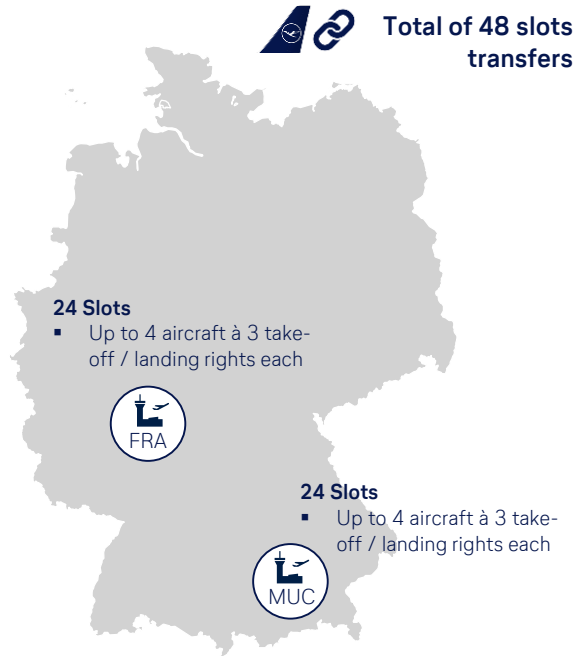 Total of 48 slots
transfers
24 Slots
▪ Up to 4 aircraft à 3 take-
off / landing rights each
FRA
24 Slots
▪ Up to 4 aircraft à 3 take-
off / landing rights each
MUC